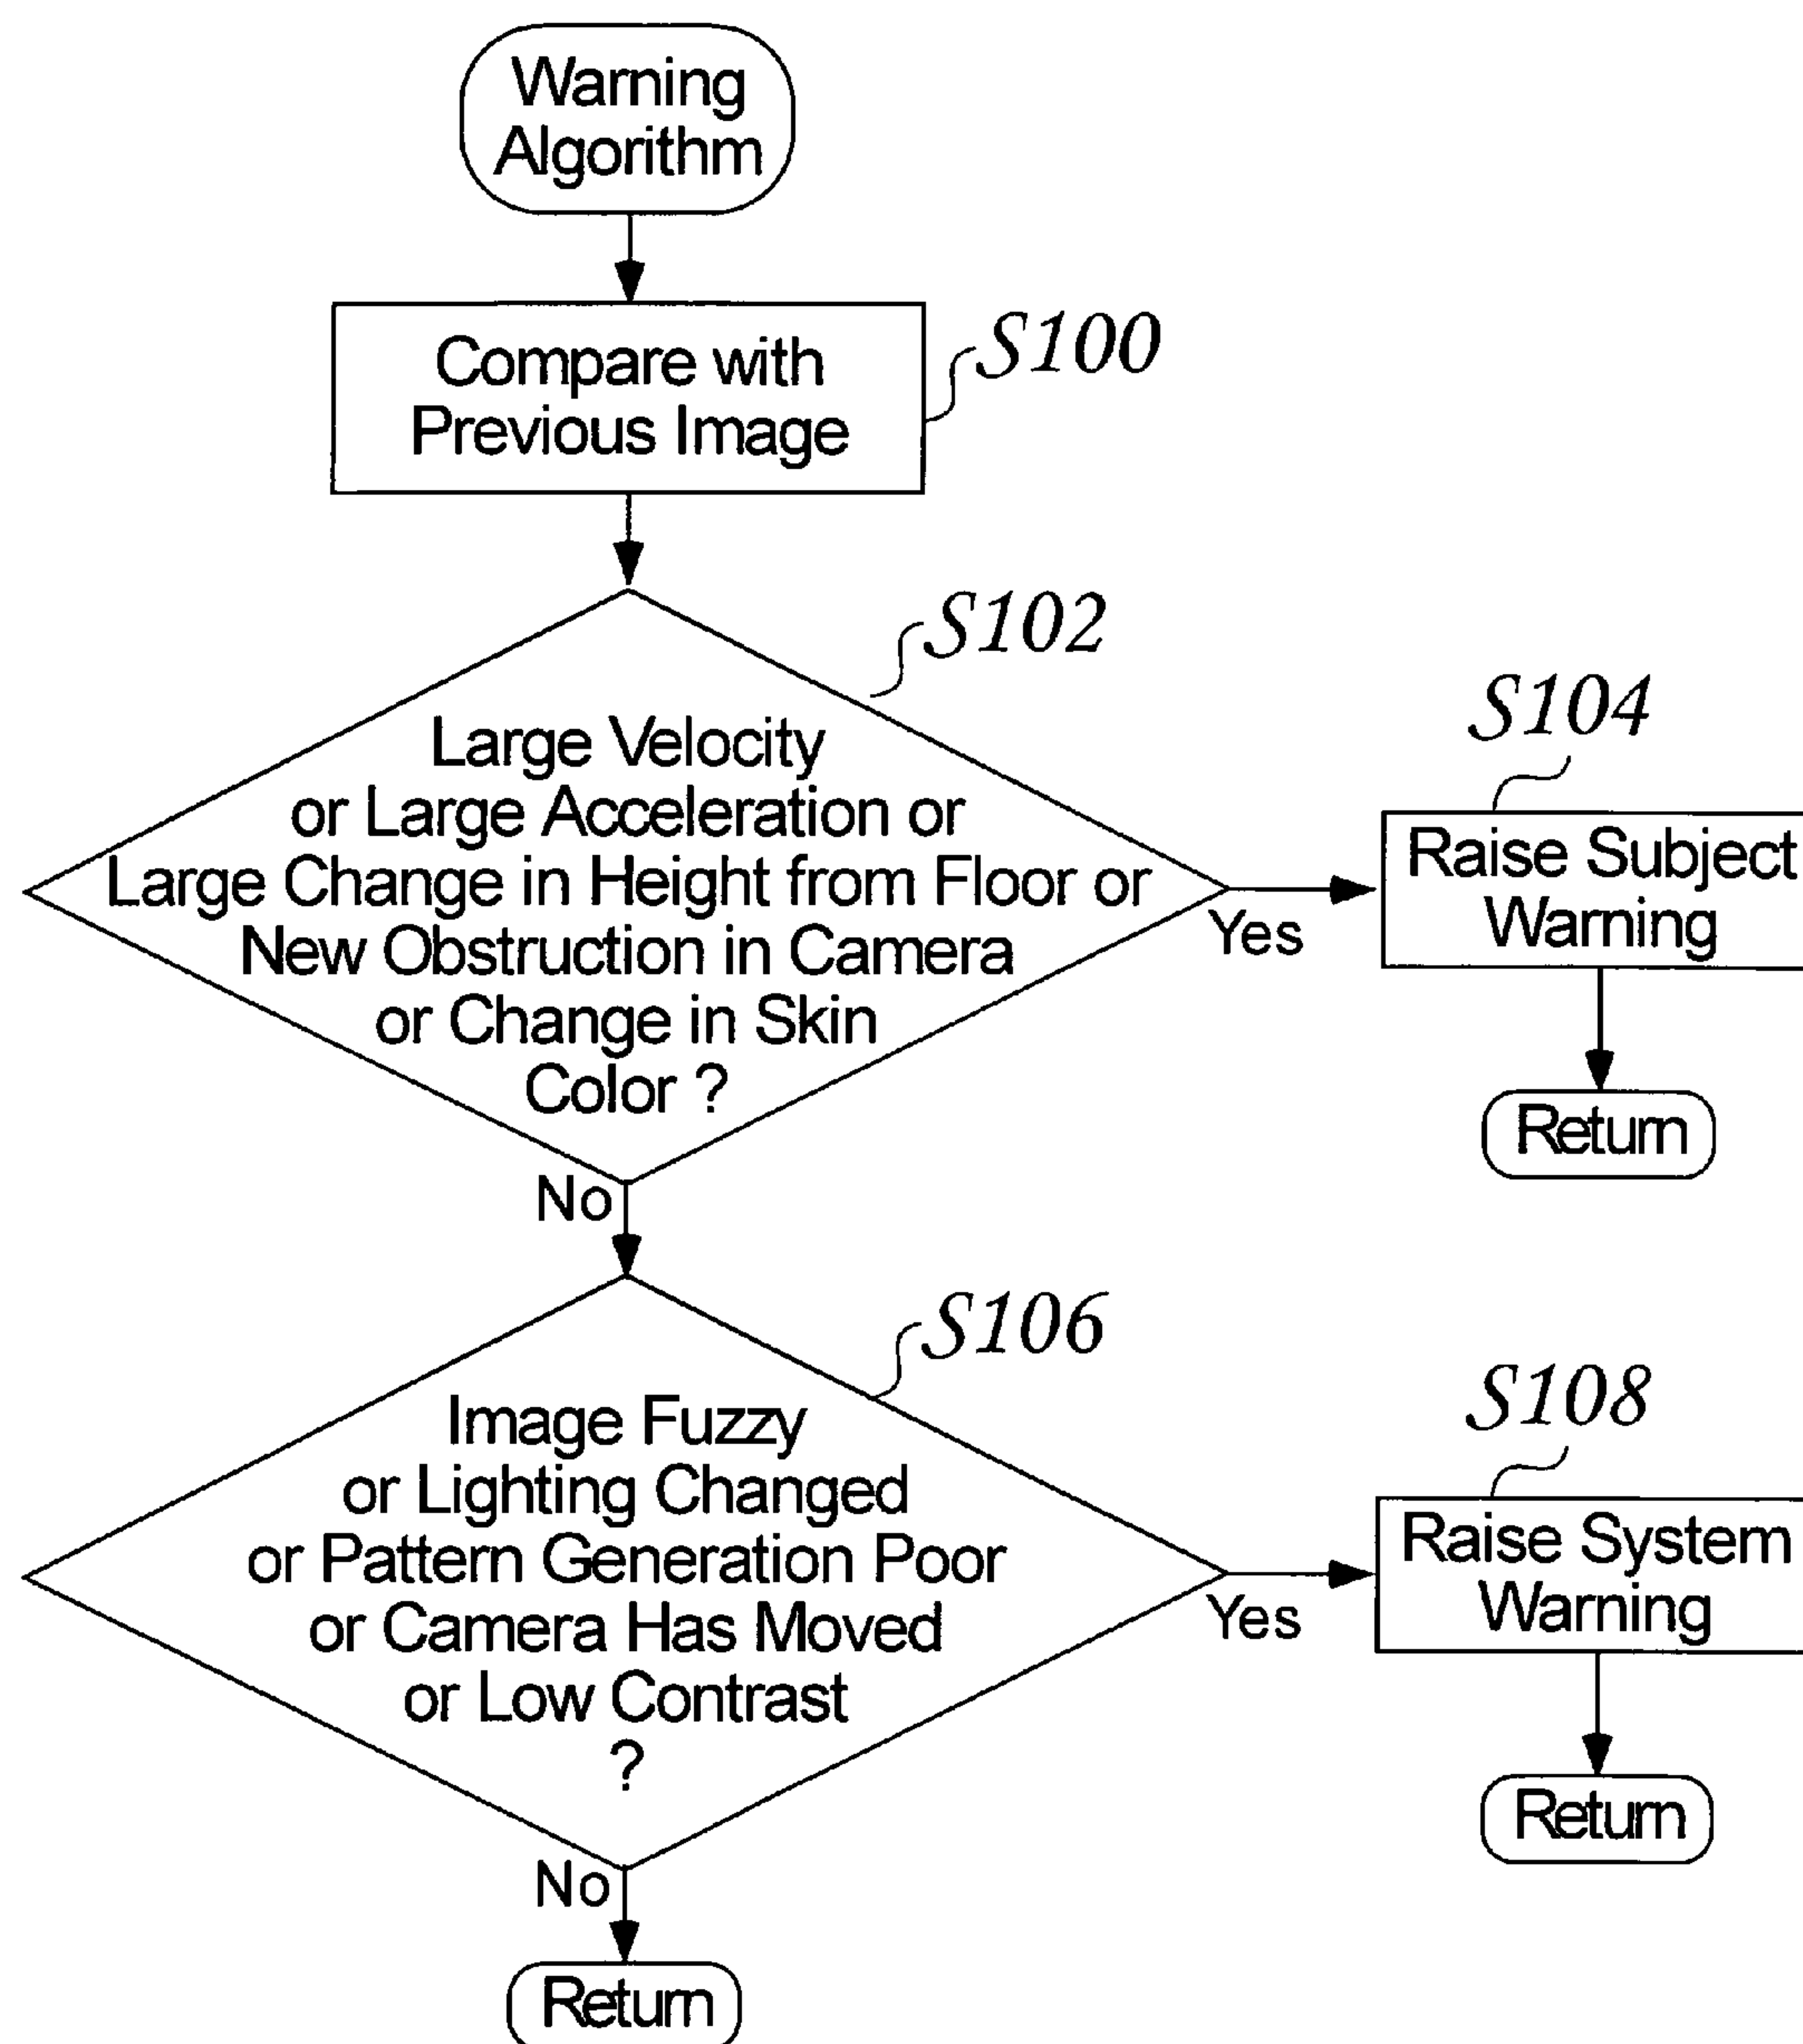 Warning
Algorithm
Compare with
Previous Image
S100
S102
Large Velocity
or Large Acceleration or
Large Change in Height from Floor or
New Obstruction in Camera
or Change in Skin
Color ?
Yes
S104
Raise Subject
Warning
Return
No
S106
Image Fuzzy
or Lighting Changed
or Pattern Generation Poor
or Camera Has Moved
or Low Contrast
?
Yes
S108
Raise System
Warning
Return
No
Return